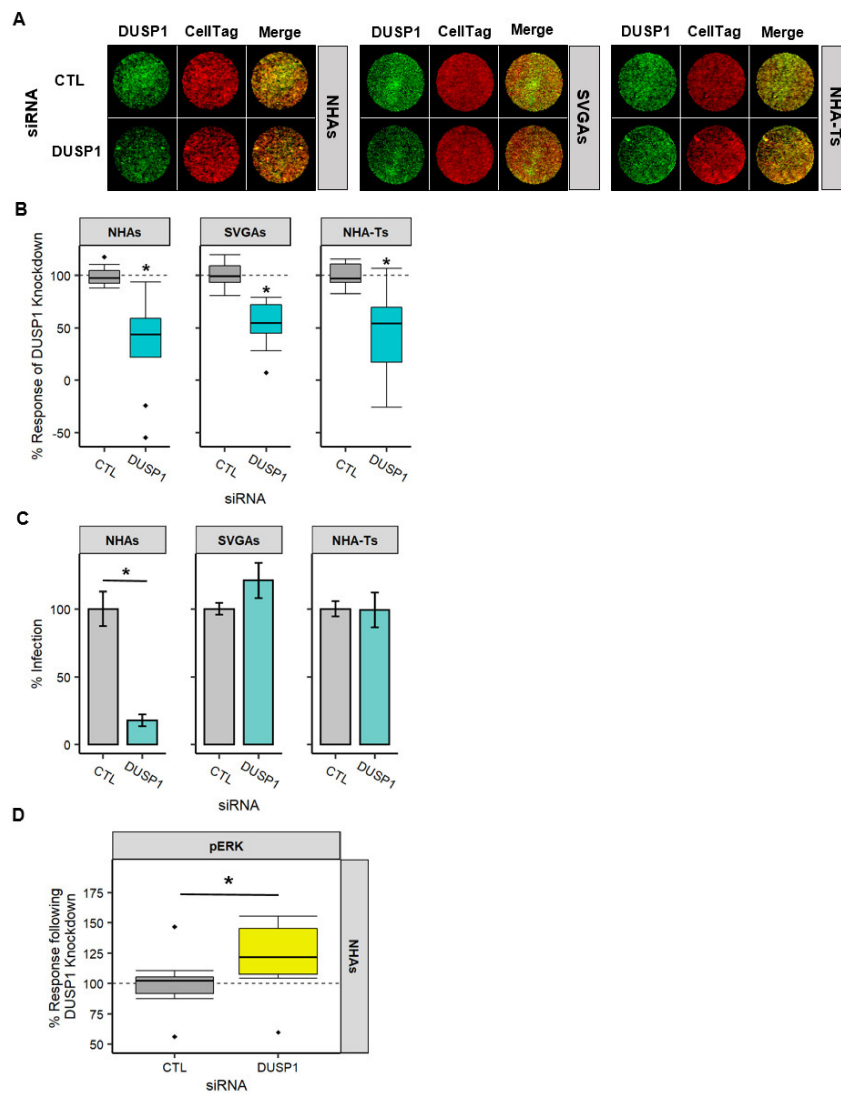 A
DUSP1 CellTag Merge DUSP1 CellTag Merge DUSP1 CellTag Merge
siRNA
CTL
DUSP1
NHAs
SVGAs
NHA-Ts
B
NHAs SVGAs NHA-Ts
% Response of DUSP1 Knockdown
100
50
0
-50
* * *
CTL DUSP1 CTL DUSP1 CTL DUSP1
siRNA
C
NHAs SVGAs NHA-Ts
% Infection
100
50
0
*
CTL DUSP1 CTL DUSP1 CTL DUSP1
siRNA
D
pERK
NHAs
% Response following
DUSP1 Knockdown
175
150
125
100
75
50
*
CTL DUSP1
siRNA